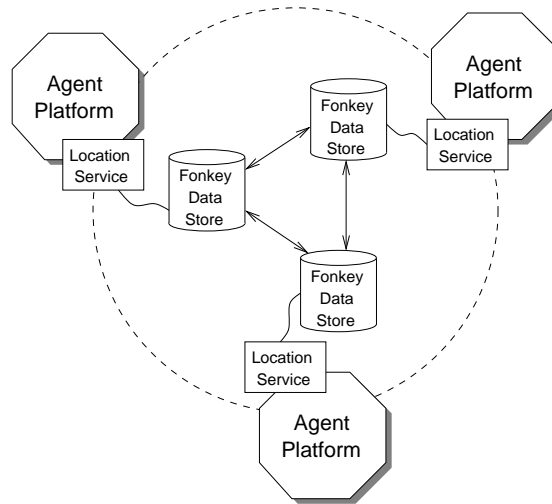 Agent
Platform
Location
Service
Fonkey
Data
Store
Fonkey
Data
Store
Agent
Platform
Location
Service
Fonkey
Data
Store
Location
Service
Agent
Platform